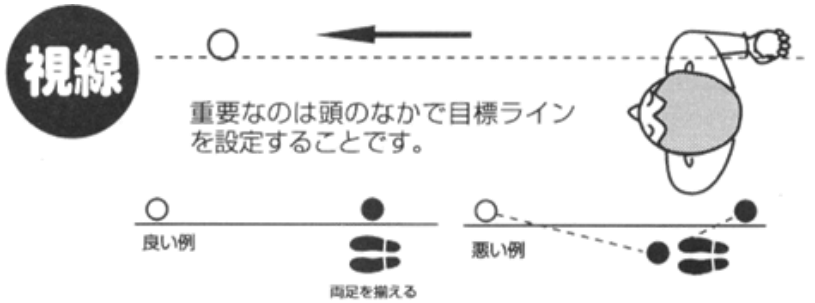 視線
重要なのは頭のなかで目標ライン
を設定することです。
良い例
悪い例
両足を揃える